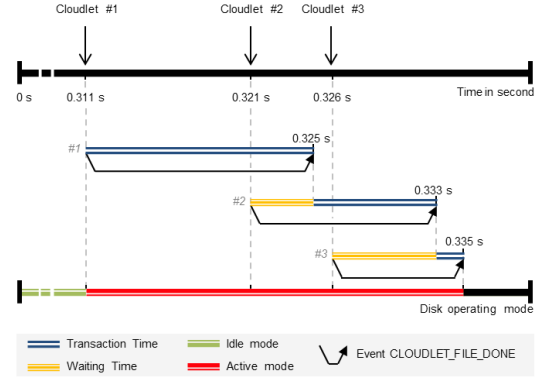 Cloudlet #1 Cloudlet #2 Cloudlet #3
0 s 0.311 s 0.321 s 0.326 s Time in second
#1 0.325 s
#2 0.333 s
#3 0.335 s
Disk operating mode
Transaction Time Idle mode Event CLOUDLET_FILE_DONE
Waiting Time Active mode